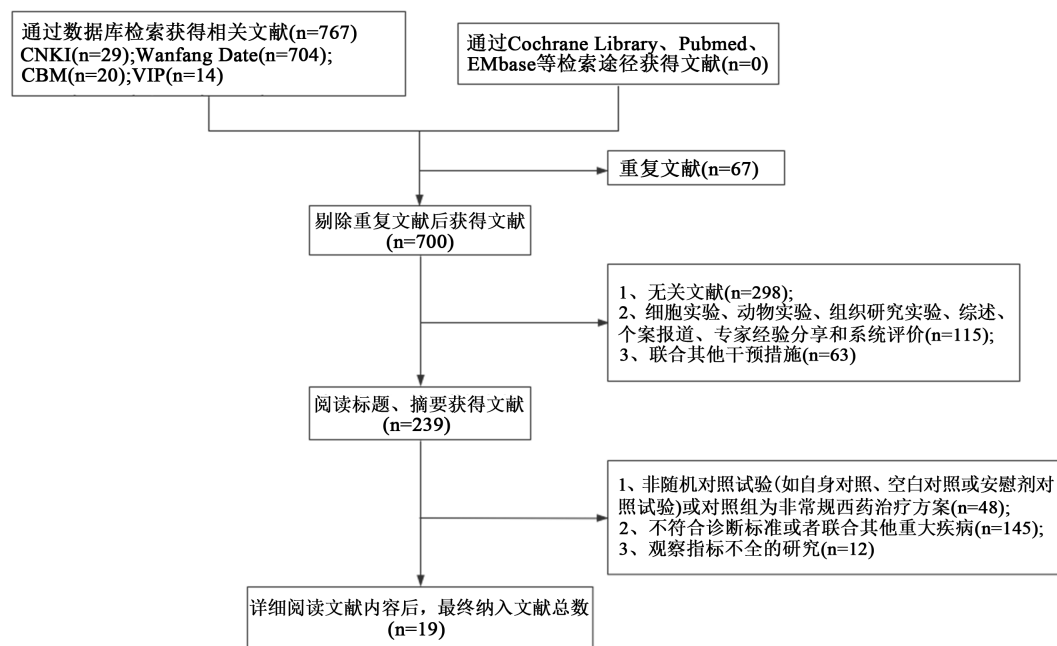 通过数据库检索获得相关文献(n=767)
CNKI(n=29);Wanfang Date(n=704);
CBM(n=20);VIP(n=14)
通过Cochrane Library、Pubmed、
EMbase等检索途径获得文献(n=0)
重复文献(n=67)
剔除重复文献后获得文献
(n=700)
1、无关文献(n=298);
2、细胞实验、动物实验、组织研究实验、综述、
个案报道、专家经验分享和系统评价(n=115);
3、联合其他干预措施(n=63)
阅读标题、摘要获得文献
(n=239)
1、非随机对照试验(如自身对照、空白对照或安慰剂对
照试验)或对照组为非常规西药治疗方案(n=48);
2、不符合诊断标准或者联合其他重大疾病(n=145);
3、观察指标不全的研究(n=12)
详细阅读文献内容后，最终纳入文献总数
(n=19)